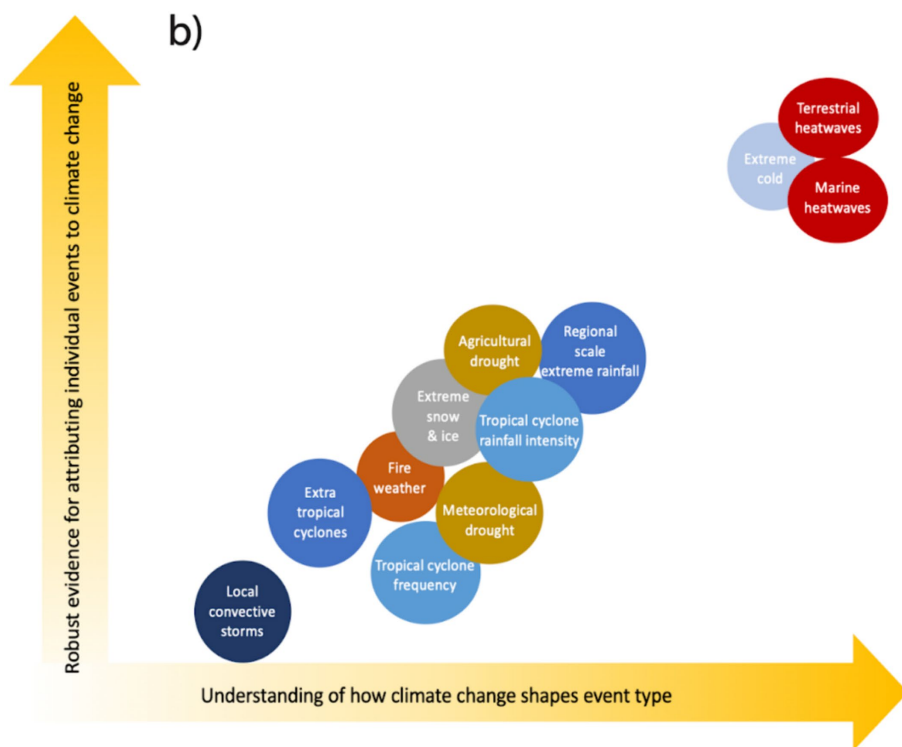 b)
Robust evidence for attributing individual events to climate change
Terrestrial
heatwaves
Extreme
cold
Marine
heatwaves
Agricultural
drought
Regional
scale
extreme rainfall
Extreme
snow
& ice
Tropical cyclone
rainfall intensity
Fire
weather
Extra
tropical
cyclones
Meteorological
drought
Tropical cyclone
frequency
Local
convective
storms
Understanding of how climate change shapes event type